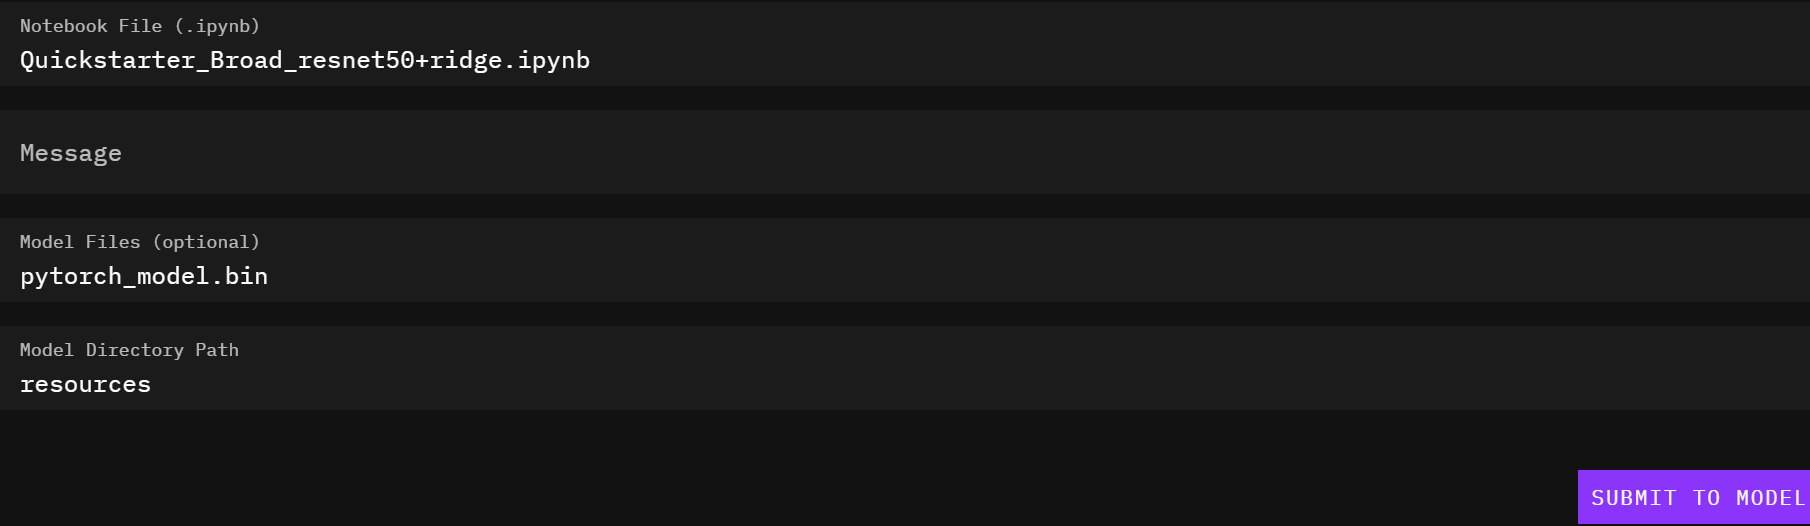 Notebook File (.ipynb)
Quickstarter_Broad_resnet50+ridge.ipynb
Message
Model Files (optional)
pytorch_model.bin
Model Directory Path
resources
SUBMIT TO MODEL